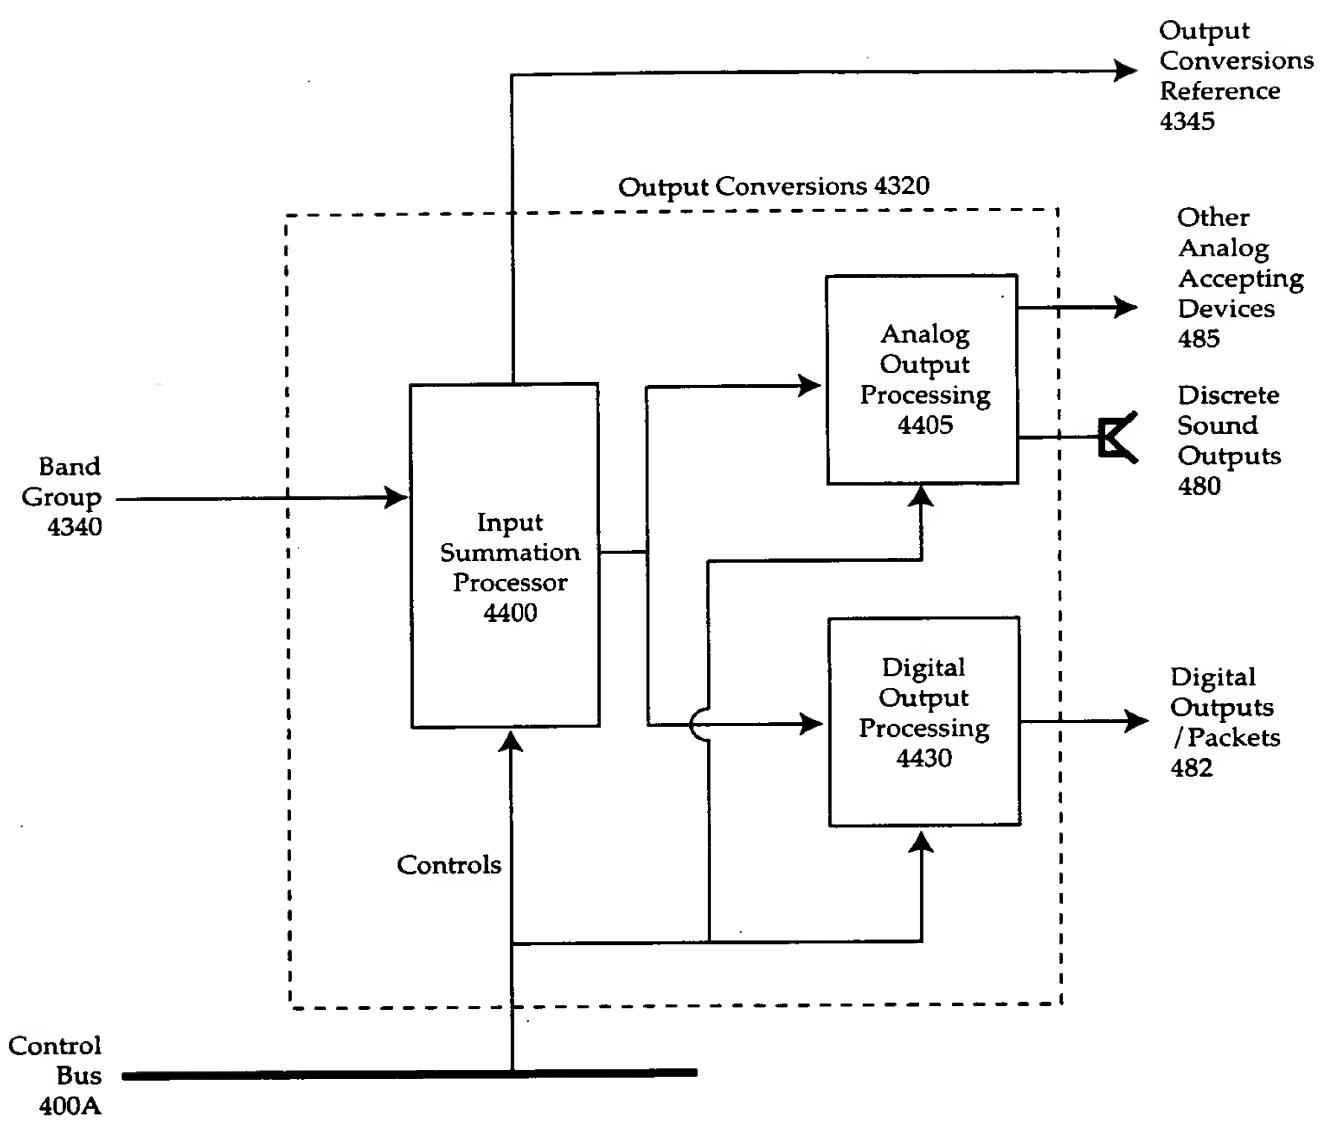 Output
Conversions
Reference
4345
Output Conversions 4320
Other
Analog
Accepting
Devices
485
Analog
Output
Processing
4405
Discrete
Sound
Outputs
480
Band
Group
4340
Input
Summation
Processor
4400
Digital
Output
Processing
4430
Digital
Outputs
/Packets
482
Controls
Control
Bus
400A